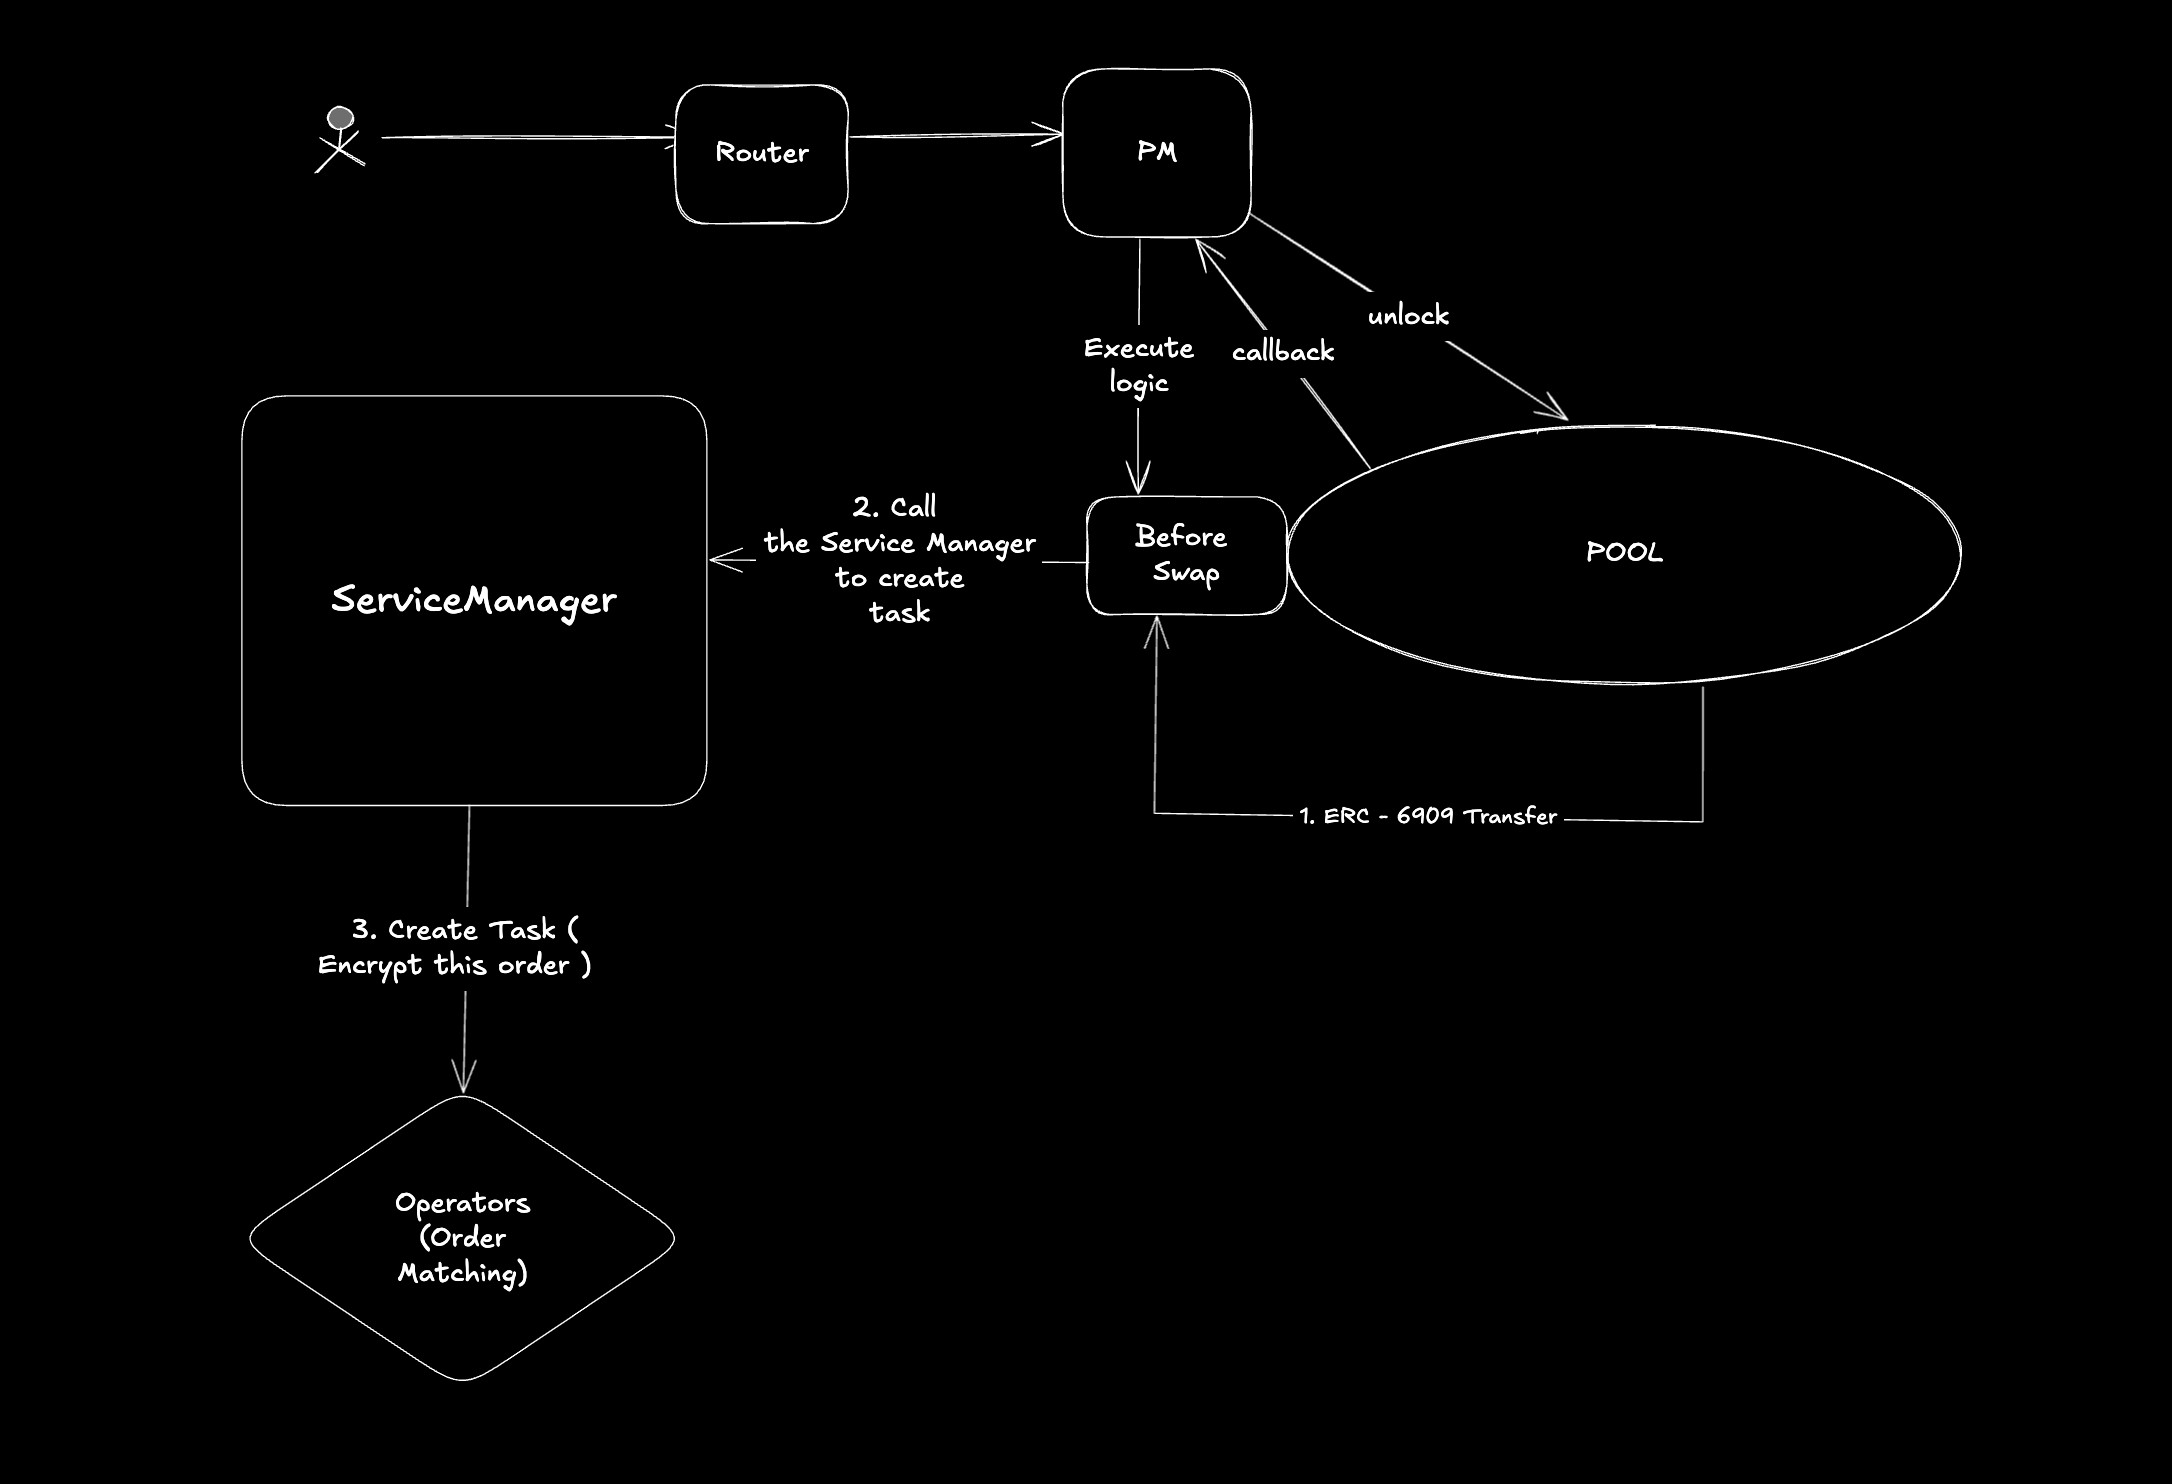 Router
PM
unlock
Execute
logic
callback
2. Call
the Service Manager
to create
task
Before
Swap
POOL
ServiceManager
1. ERC - 6909 Transfer
3. Create Task (
Encrypt this order )
Operators
(Order
Matching)